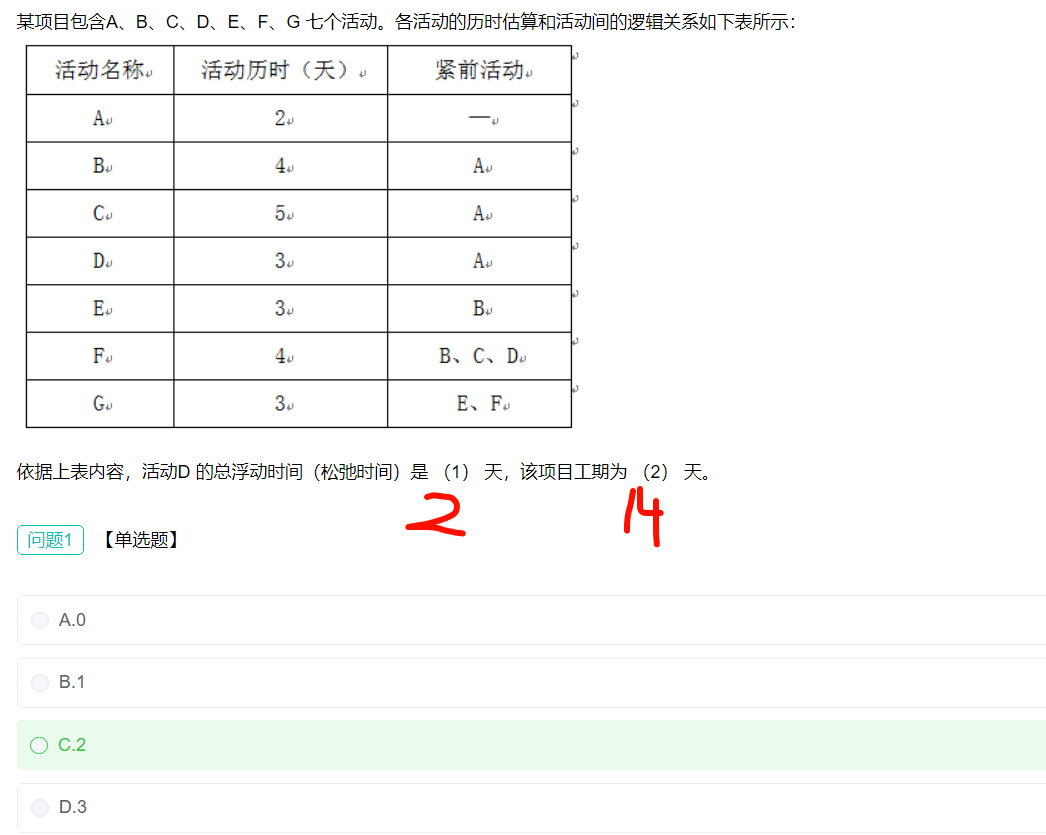 某项目包含A、B、C、D、E、F、G 七个活动。各活动的历时估算和活动间的逻辑关系如下表所示：
活动名称 活动历时（天） 紧前活动
A 2 —
B 4 A
C 5 A
D 3 A
E 3 B
F 4 B、C、D
G 3 E、F
依据上表内容，活动D 的总浮动时间（松弛时间）是 （1） 天，该项目工期为 （2） 天。
2 14
问题1 【单选题】
A.0
B.1
C.2
D.3